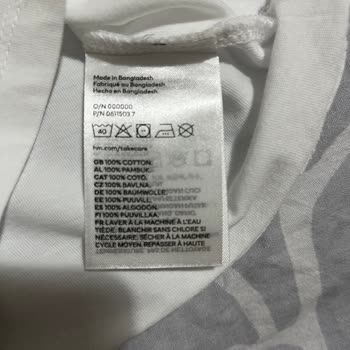 Made in Bangladesh
Fabriqué au Bangladesh
Hecho en Bangladesh
O/N 000000
P/N 0611503.7
40
hm.com/takecare
GB 100% COTTON.
AL 100% PAMBUK.
CAT 100% COTÓ.
CZ 100% BAVLNA.
DE 100% BAUMWOLLE.
EE 100% PUUVILL.
ES 100% ALGODÓN.
FI 100% PUUVILLAA.
FR LAVER À LA MACHINE À L'EAU
TIÈDE. BLANCHIR SANS CHLORE SI
NÉCESSAIRE. SÉCHER À LA MACHINE
CYCLE MOYEN. REPASSER À HAUTE